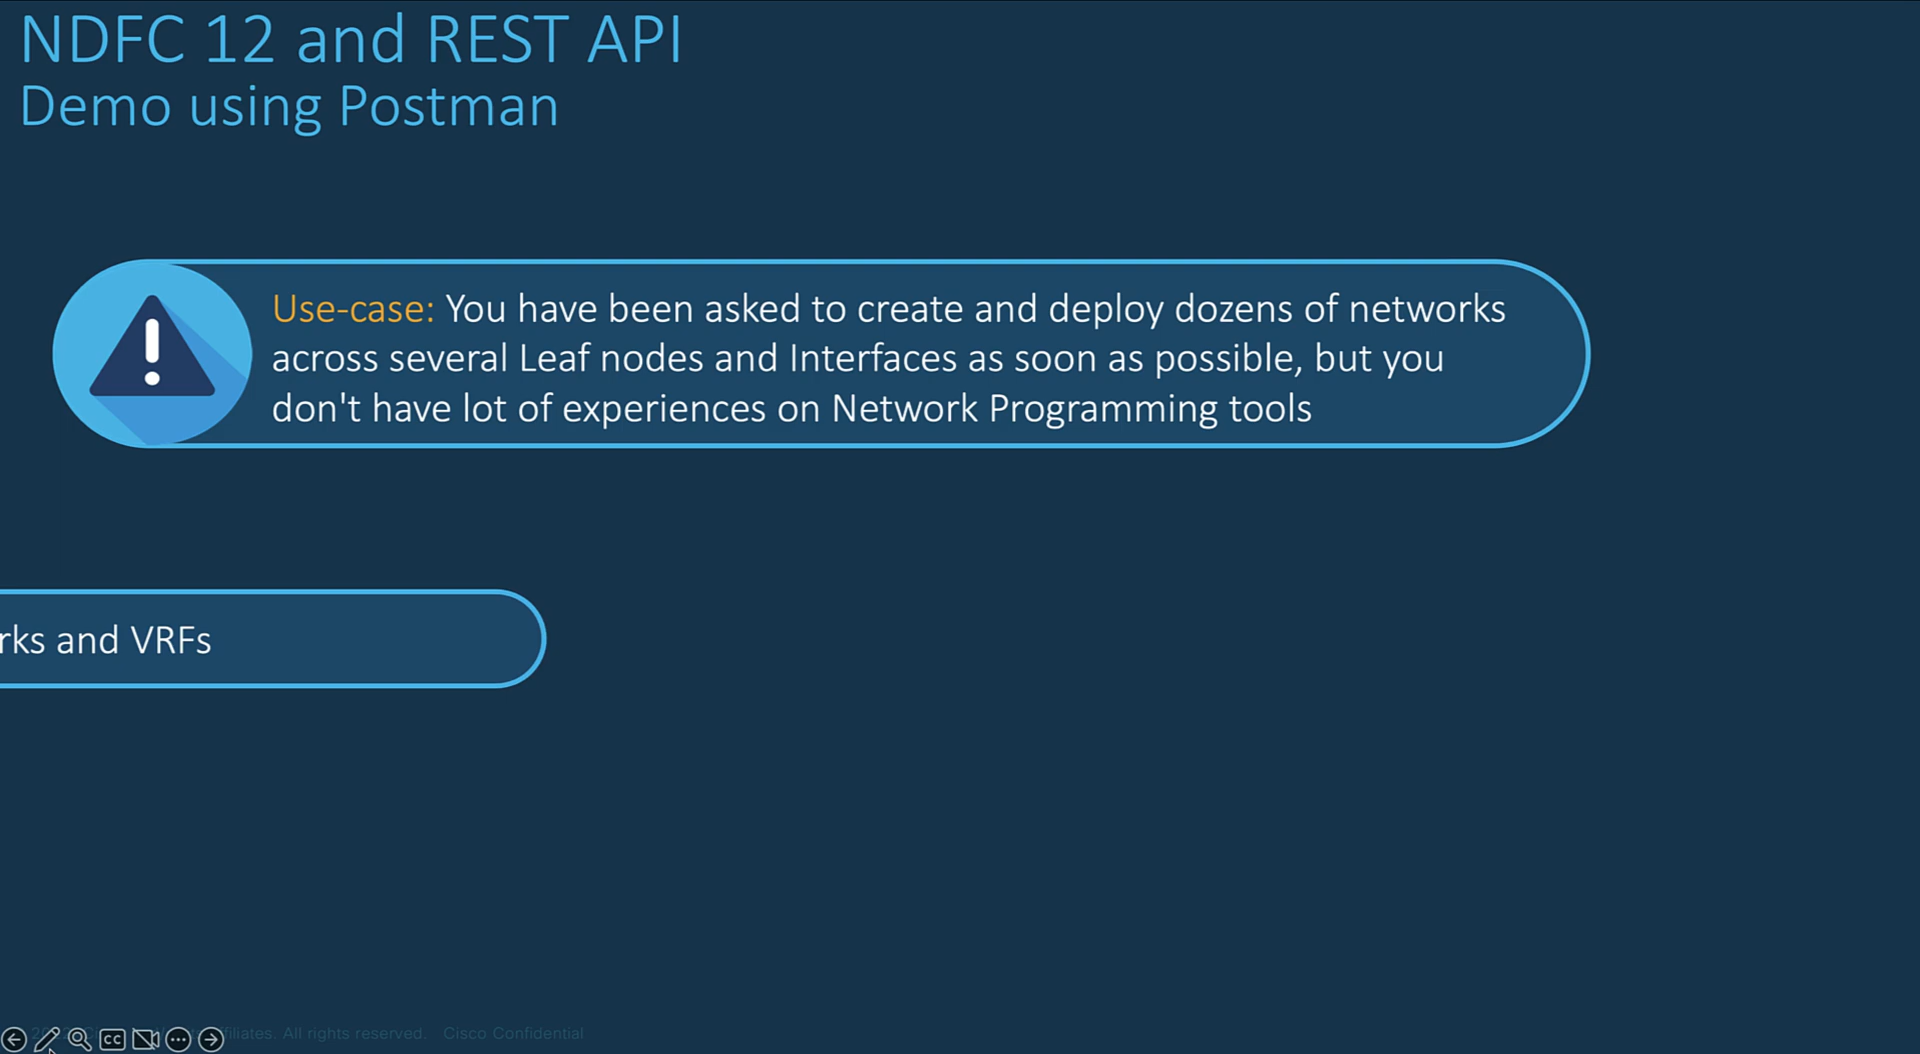 NDFC 12 and REST API
Demo using Postman
Use-case: You have been asked to create and deploy dozens of networks
across several Leaf nodes and Interfaces as soon as possible, but you
don't have lot of experiences on Network Programming tools
rks and VRFs
filiates. All rights reserved. Cisco Confidential
CC